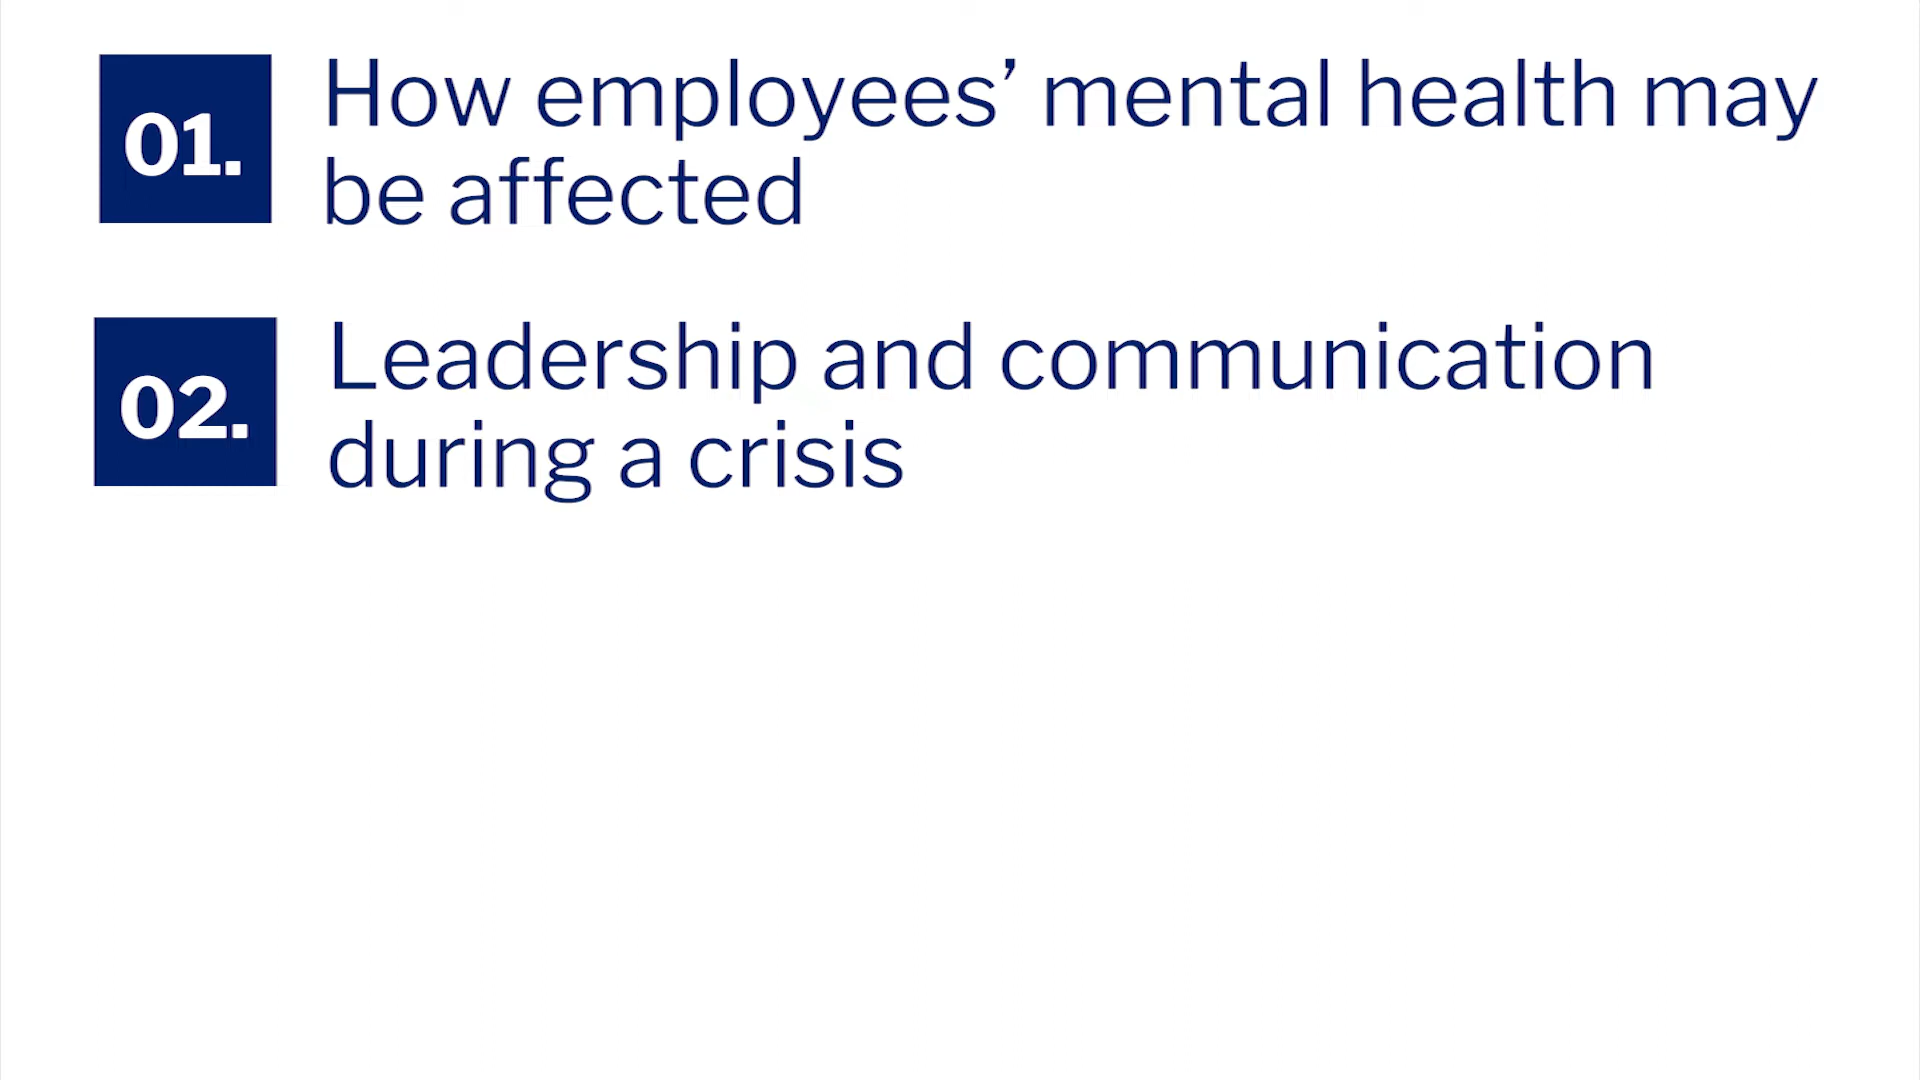 01.
How employees’ mental health may
be affected
02.
Leadership and communication
during a crisis